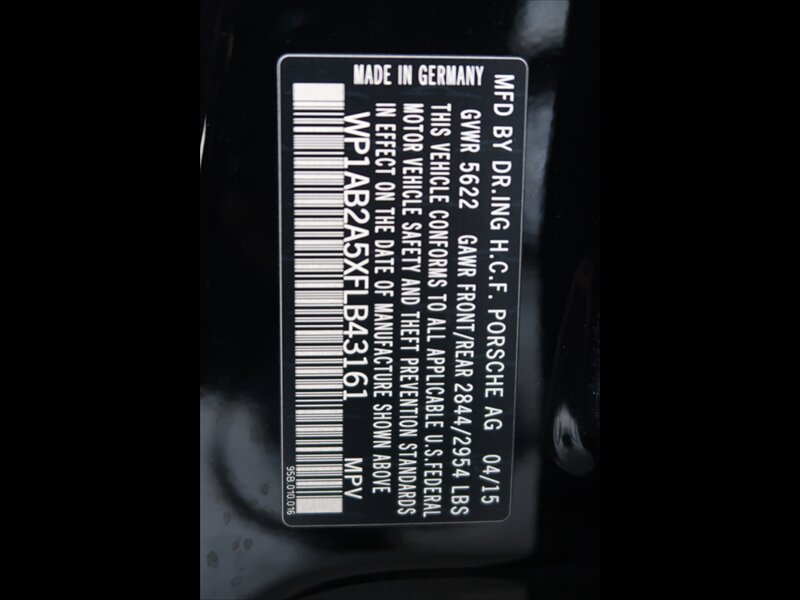 MFD BY DR.ING H.C.F. PORSCHE AG 04/15
GVWR 5622 GAWR FRONT/REAR 2844/2954 LBS
THIS VEHICLE CONFORMS TO ALL APPLICABLE U.S.FEDERAL
MOTOR VEHICLE SAFETY AND THEFT PREVENTION STANDARDS
IN EFFECT ON THE DATE OF MANUFACTURE SHOWN ABOVE
MADE IN GERMANY
WP1AB2A5XFLB43161 MPV
95B.010.016